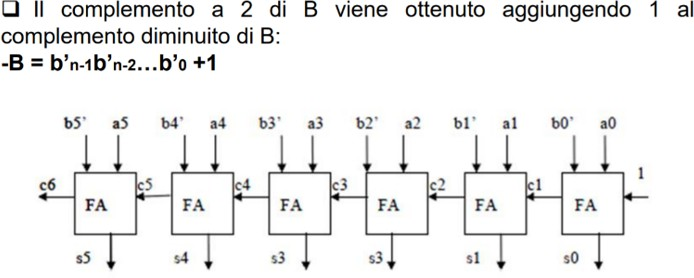 ❑ Il complemento a 2 di B viene ottenuto aggiungendo 1 al
complemento diminuito di B:
-B = b’n-1b’n-2…b’0 +1
b5' a5 b4' a4 b3' a3 b2' a2 b1' a1 b0' a0
c6 c5 c4 c3 c2 c1 1
FA FA FA FA FA FA
s5 s4 s3 s3 s1 s0